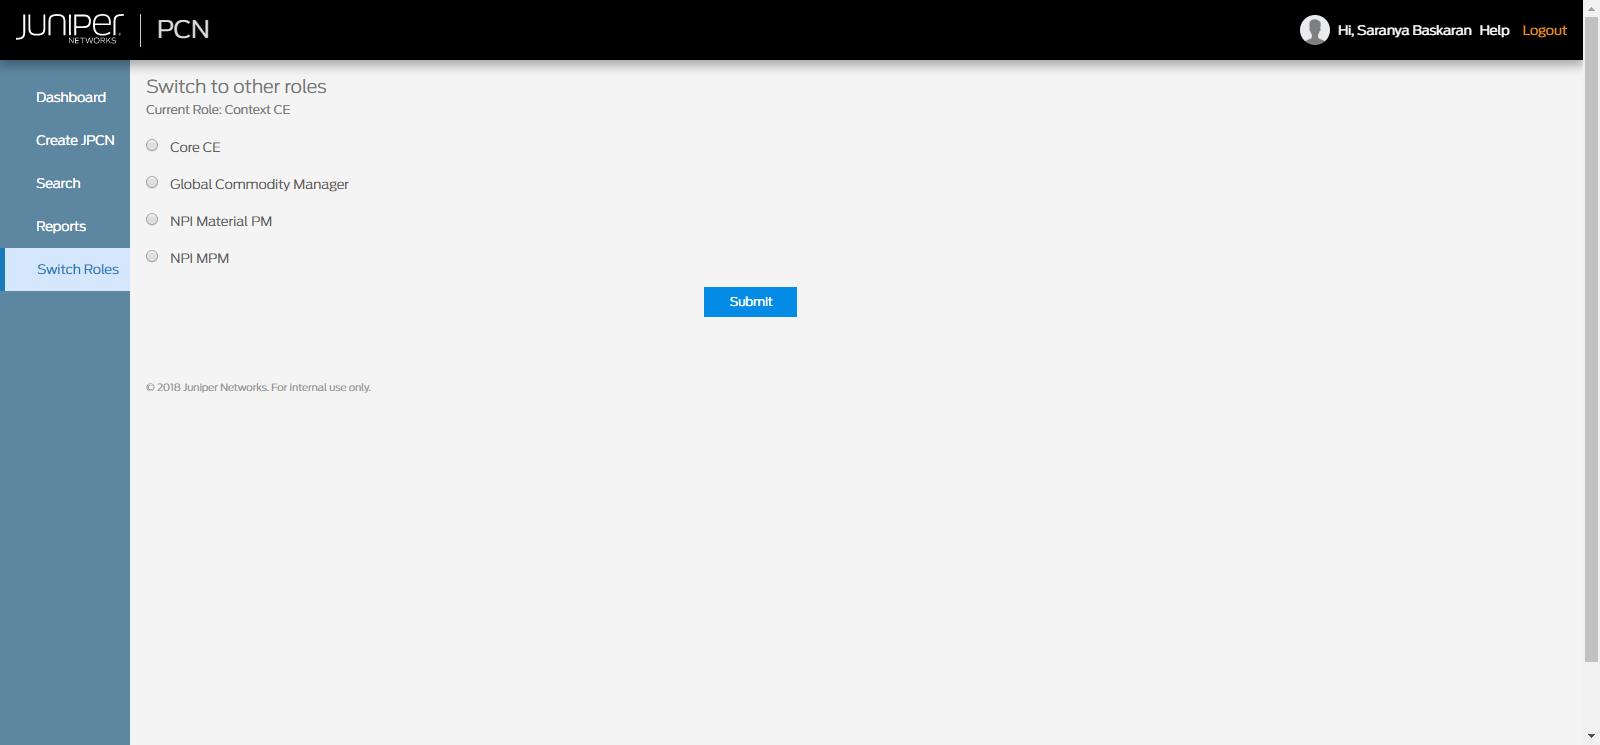 JUNIPER
NETWORKS
PCN
Hi, Saranya Baskaran Help Logout
Dashboard
Create JPCN
Search
Reports
Switch Roles
Switch to other roles
Current Role: Context CE
Core CE
Global Commodity Manager
NPI Material PM
NPI MPM
Submit
© 2018 Juniper Networks. For internal use only.